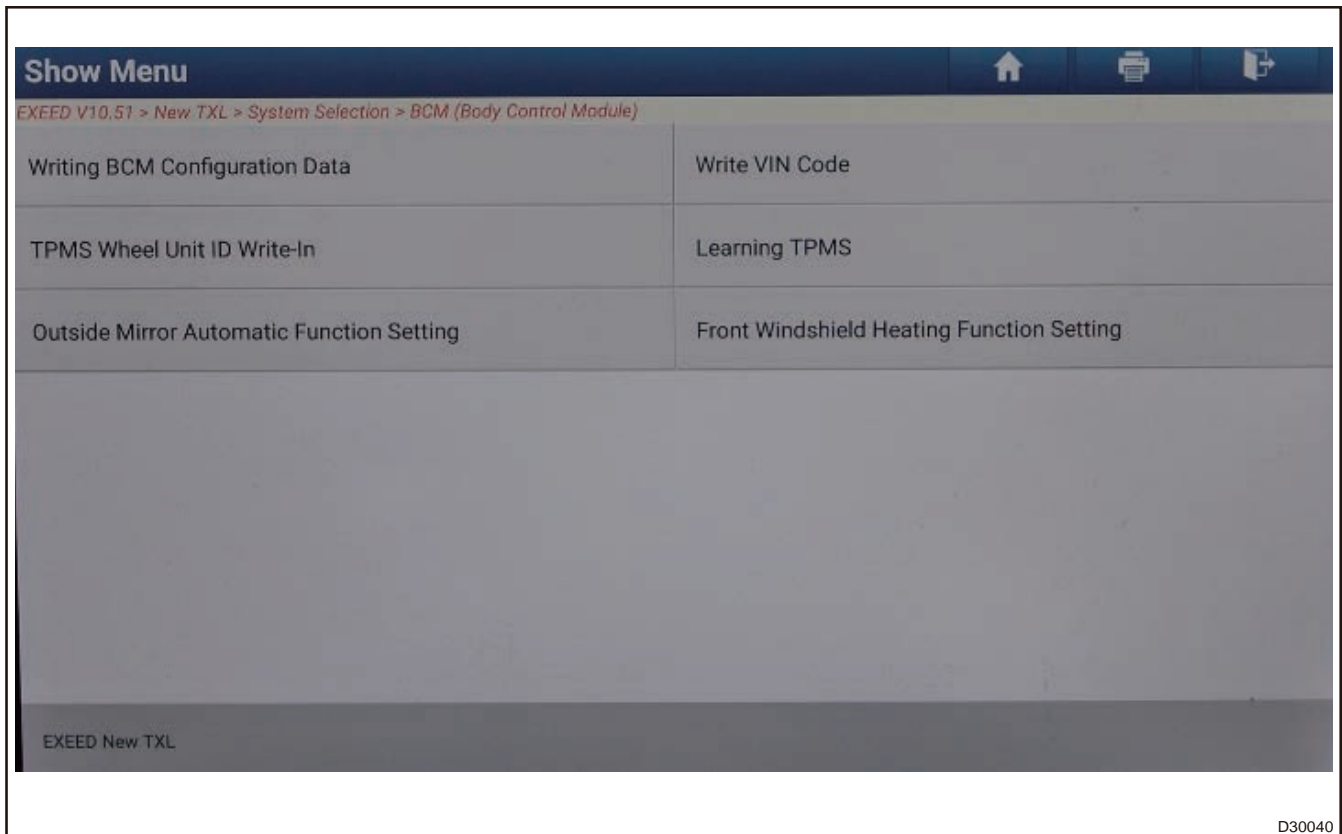 Show Menu
EXEED V10.51 > New TXL > System Selection > BCM (Body Control Module)
Writing BCM Configuration Data
Write VIN Code
TPMS Wheel Unit ID Write-In
Learning TPMS
Outside Mirror Automatic Function Setting
Front Windshield Heating Function Setting
EXEED New TXL
D30040